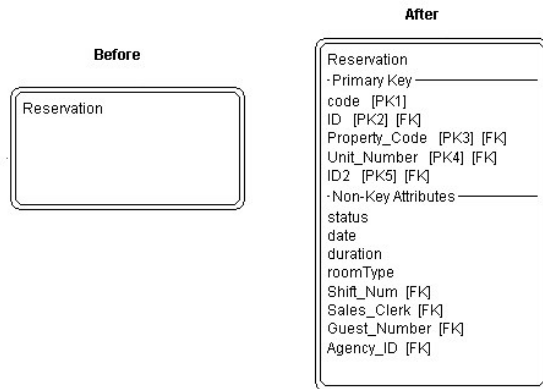 Before
Reservation
After
Reservation
Primary Key
code [PK1]
ID [PK2] [FK]
Property_Code [PK3] [FK]
Unit_Number [PK4] [FK]
ID2 [PK5] [FK]
Non-Key Attributes
status
date
duration
roomType
Shift_Num [FK]
Sales_Clerk [FK]
Guest_Number [FK]
Agency_ID [FK]